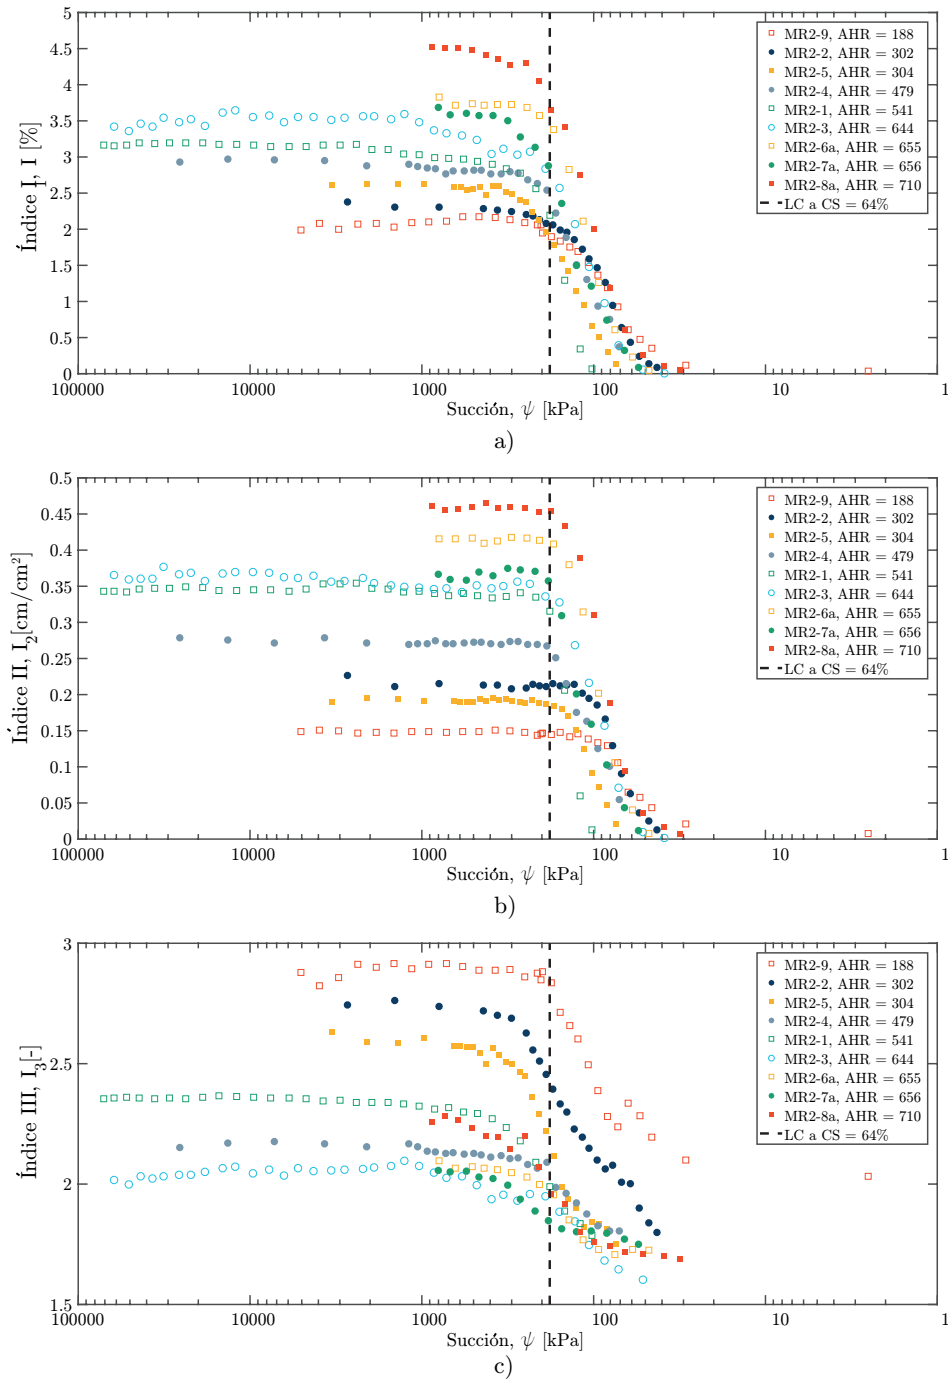 5
4.5
4
3.5
3
2.5
2
1.5
1
0.5
0
Índice I, I₁ [%]
100000
10000
1000
100
10
1
Succión, ψ [kPa]
MR2-9, AHR = 188
MR2-2, AHR = 302
MR2-5, AHR = 304
MR2-4, AHR = 479
MR2-1, AHR = 541
MR2-3, AHR = 644
MR2-6a, AHR = 655
MR2-7a, AHR = 656
MR2-8a, AHR = 710
LC a CS = 64%
a)
0.5
0.45
0.4
0.35
0.3
0.25
0.2
0.15
0.1
0.05
0
Índice II, I₂[cm/cm²]
100000
10000
1000
100
10
1
Succión, ψ [kPa]
MR2-9, AHR = 188
MR2-2, AHR = 302
MR2-5, AHR = 304
MR2-4, AHR = 479
MR2-1, AHR = 541
MR2-3, AHR = 644
MR2-6a, AHR = 655
MR2-7a, AHR = 656
MR2-8a, AHR = 710
LC a CS = 64%
b)
3
2.5
2
1.5
Índice III, I₃[-]
100000
10000
1000
100
10
1
Succión, ψ [kPa]
MR2-9, AHR = 188
MR2-2, AHR = 302
MR2-5, AHR = 304
MR2-4, AHR = 479
MR2-1, AHR = 541
MR2-3, AHR = 644
MR2-6a, AHR = 655
MR2-7a, AHR = 656
MR2-8a, AHR = 710
LC a CS = 64%
c)